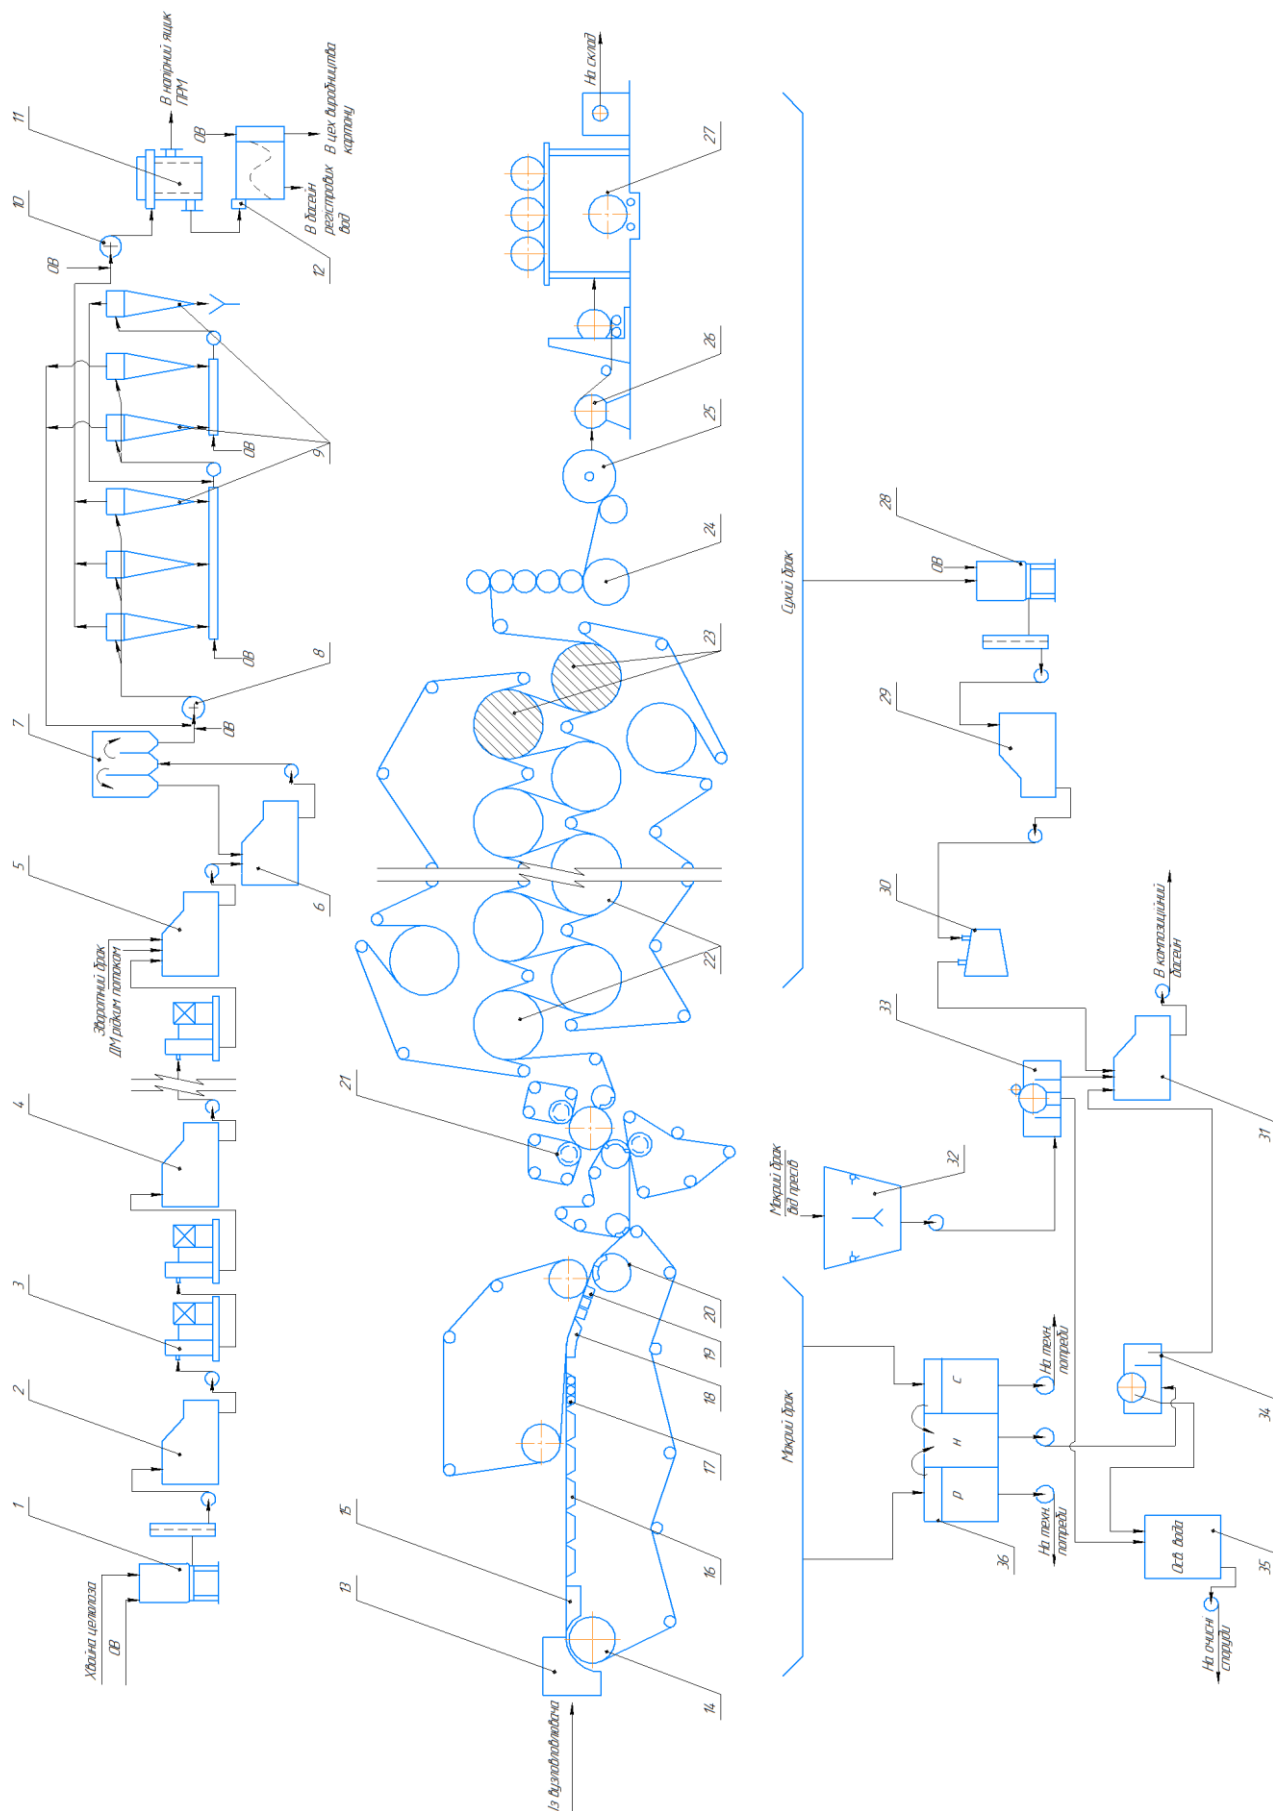 Хвойна целюлоза
ОВ
1
2
3
4
Зворотний брак
ДМ рідким потоком
5
6
7
ОВ
8
ОВ
ОВ
9
ОВ
10
11
В напірний ящик
ПРМ
ОВ
12
В басейн
регістрових
вод
В цех виробництва
картону
Із вузловловлювача
13
14
15
16
17
18
19
20
21
22
23
24
25
26
27
На склад
Мокрий брак
Сухий брак
Мокрий брак
від пресів
32
33
28
ОВ
29
30
31
В композиційний
басейн
Р
Н
С
36
На техн.
потреби
На техн.
потреби
34
Осв. вода
35
На очисні
споруди